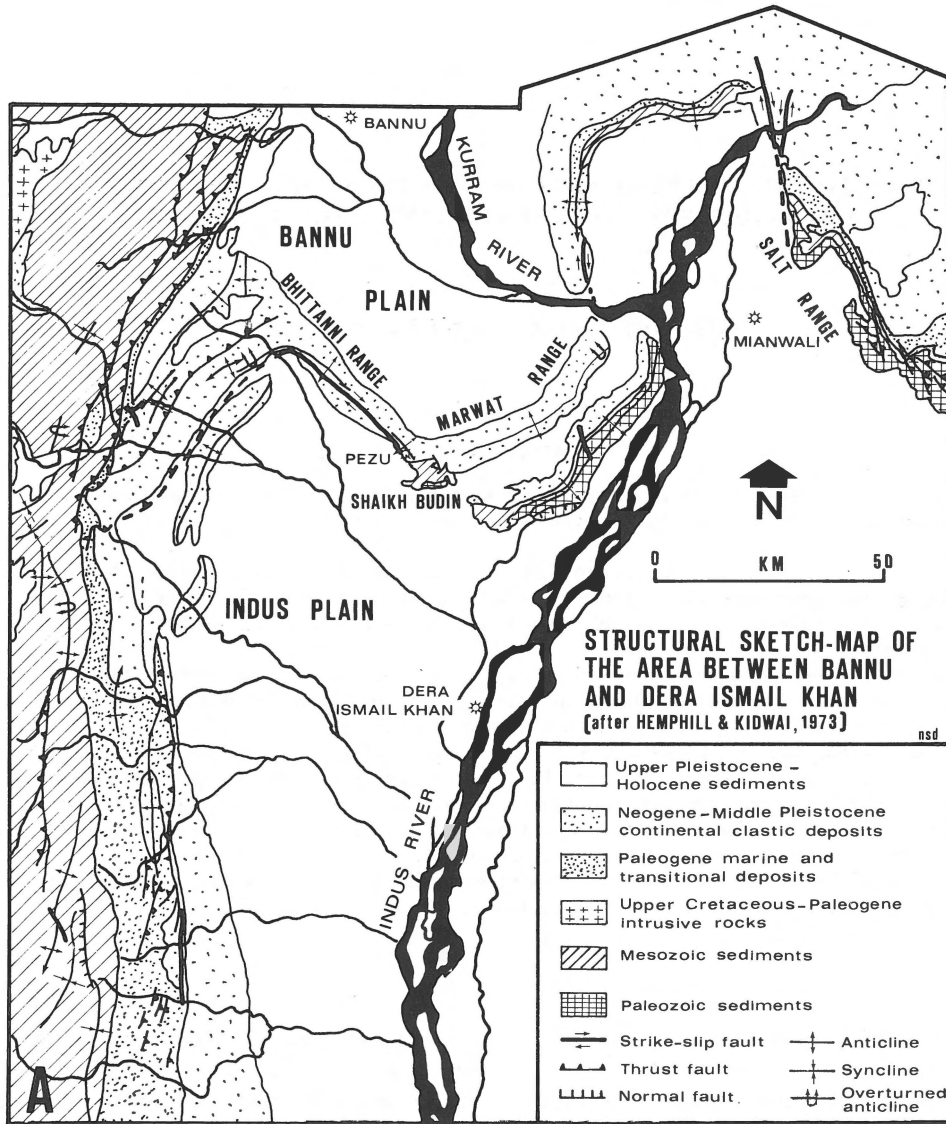 BANNU
KURRAM
RIVER
BANNU
PLAIN
BHITTANNI RANGE
MARWAT RANGE
PEZU
SHAIKH BUDIN
SALT
RANGE
MIANWALI
N
0 50
KM
INDUS PLAIN
DERA
ISMAIL KHAN
INDUS RIVER
STRUCTURAL SKETCH-MAP OF
THE AREA BETWEEN BANNU
AND DERA ISMAIL KHAN
(after HEMPHILL & KIDWAI, 1973)
nsd
Upper Pleistocene –
Holocene sediments
Neogene – Middle Pleistocene
continental clastic deposits
Paleogene marine and
transitional deposits
Upper Cretaceous – Paleogene
intrusive rocks
Mesozoic sediments
Paleozoic sediments
Strike-slip fault
Anticline
Thrust fault
Syncline
Normal fault.
Overturned
anticline
A